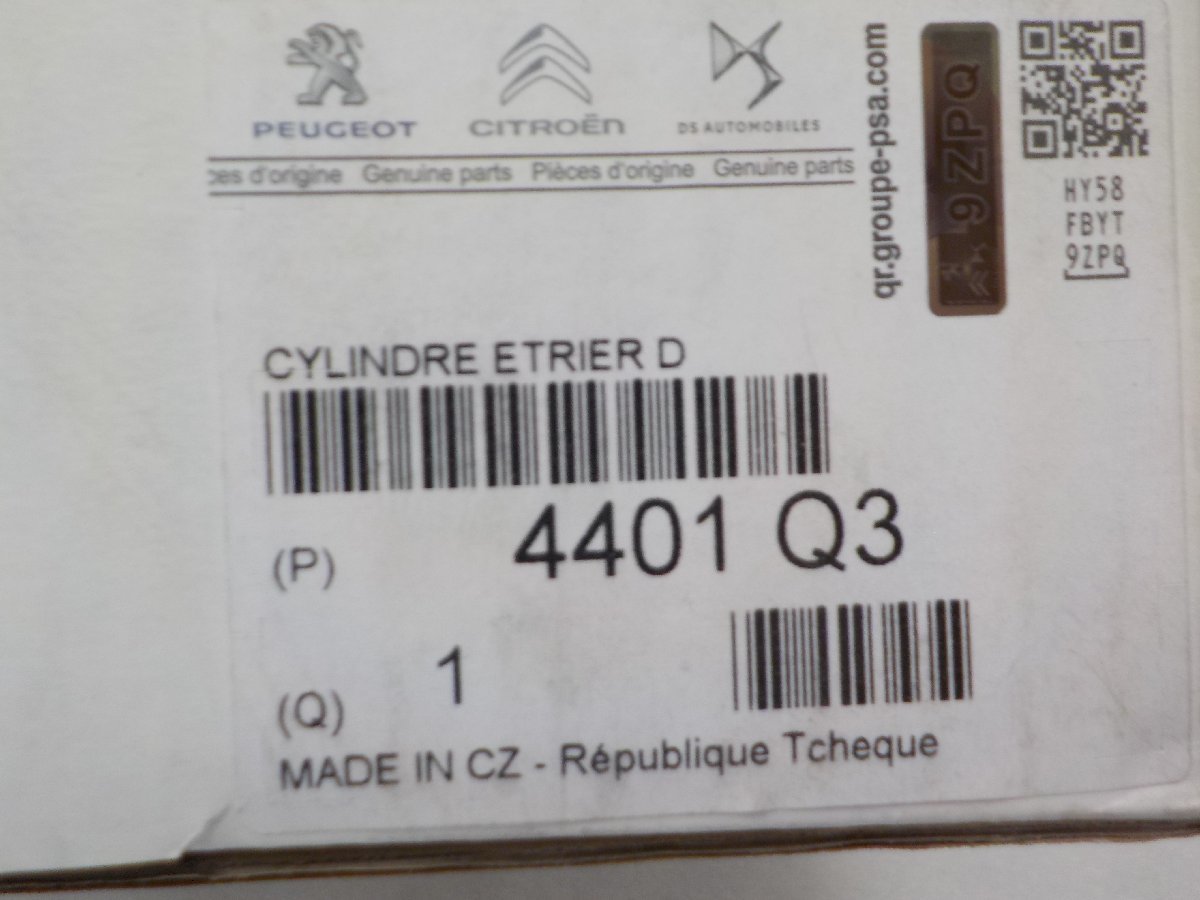 PEUGEOT CITROËN DS AUTOMOBILES
ces d'origine Genuine parts Pièces d'origine Genuine parts
qr.groupe-psa.com
9ZPQ
HY58
FBYT
9ZPQ
CYLINDRE ETRIER D
(P) 4401 Q3
(Q) 1
MADE IN CZ - République Tcheque